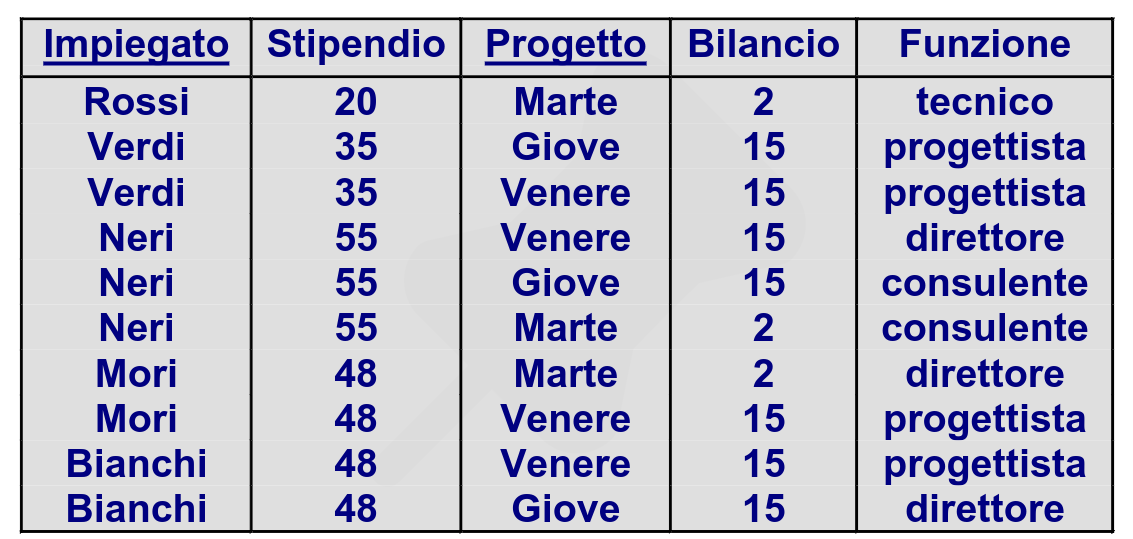 Impiegato Stipendio Progetto Bilancio Funzione
Rossi 20 Marte 2 tecnico
Verdi 35 Giove 15 progettista
Verdi 35 Venere 15 progettista
Neri 55 Venere 15 direttore
Neri 55 Giove 15 consulente
Neri 55 Marte 2 consulente
Mori 48 Marte 2 direttore
Mori 48 Venere 15 progettista
Bianchi 48 Venere 15 progettista
Bianchi 48 Giove 15 direttore